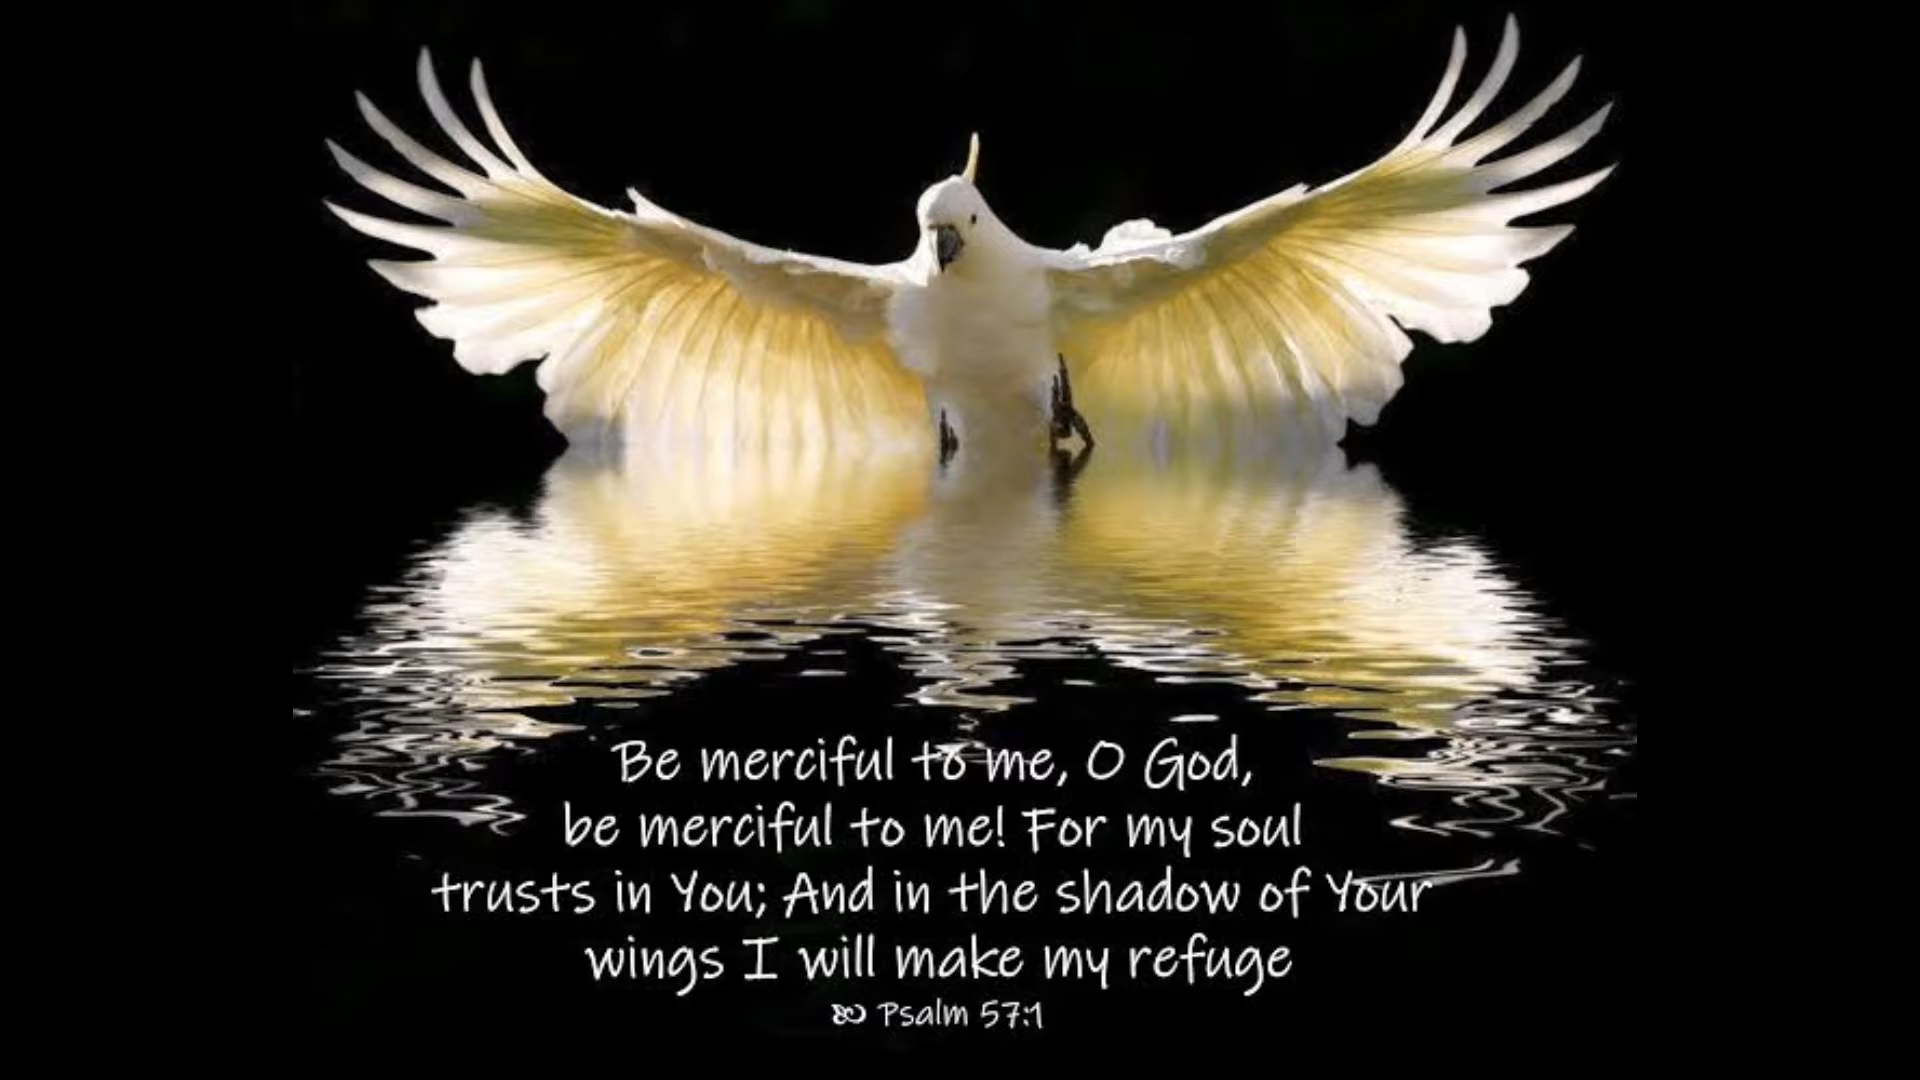 Be merciful to me, O God,
be merciful to me! For my soul
trusts in You; And in the shadow of Your
wings I will make my refuge
Psalm 57:1